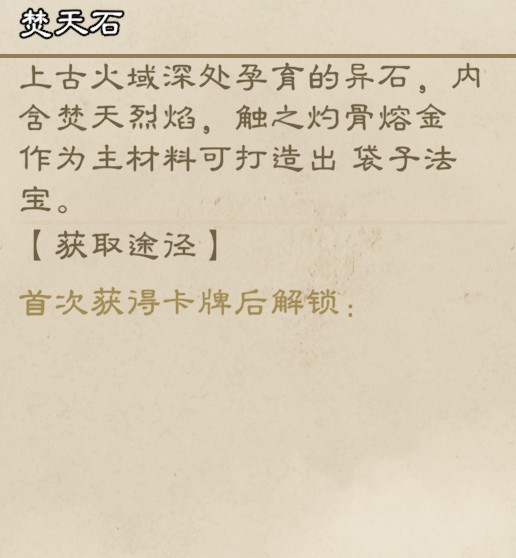 焚天石
上古火域深处孕育的异石，内
含焚天烈焰，触之灼骨熔金
作为主材料可打造出 袋子法
宝。
【获取途径】
首次获得卡牌后解锁：